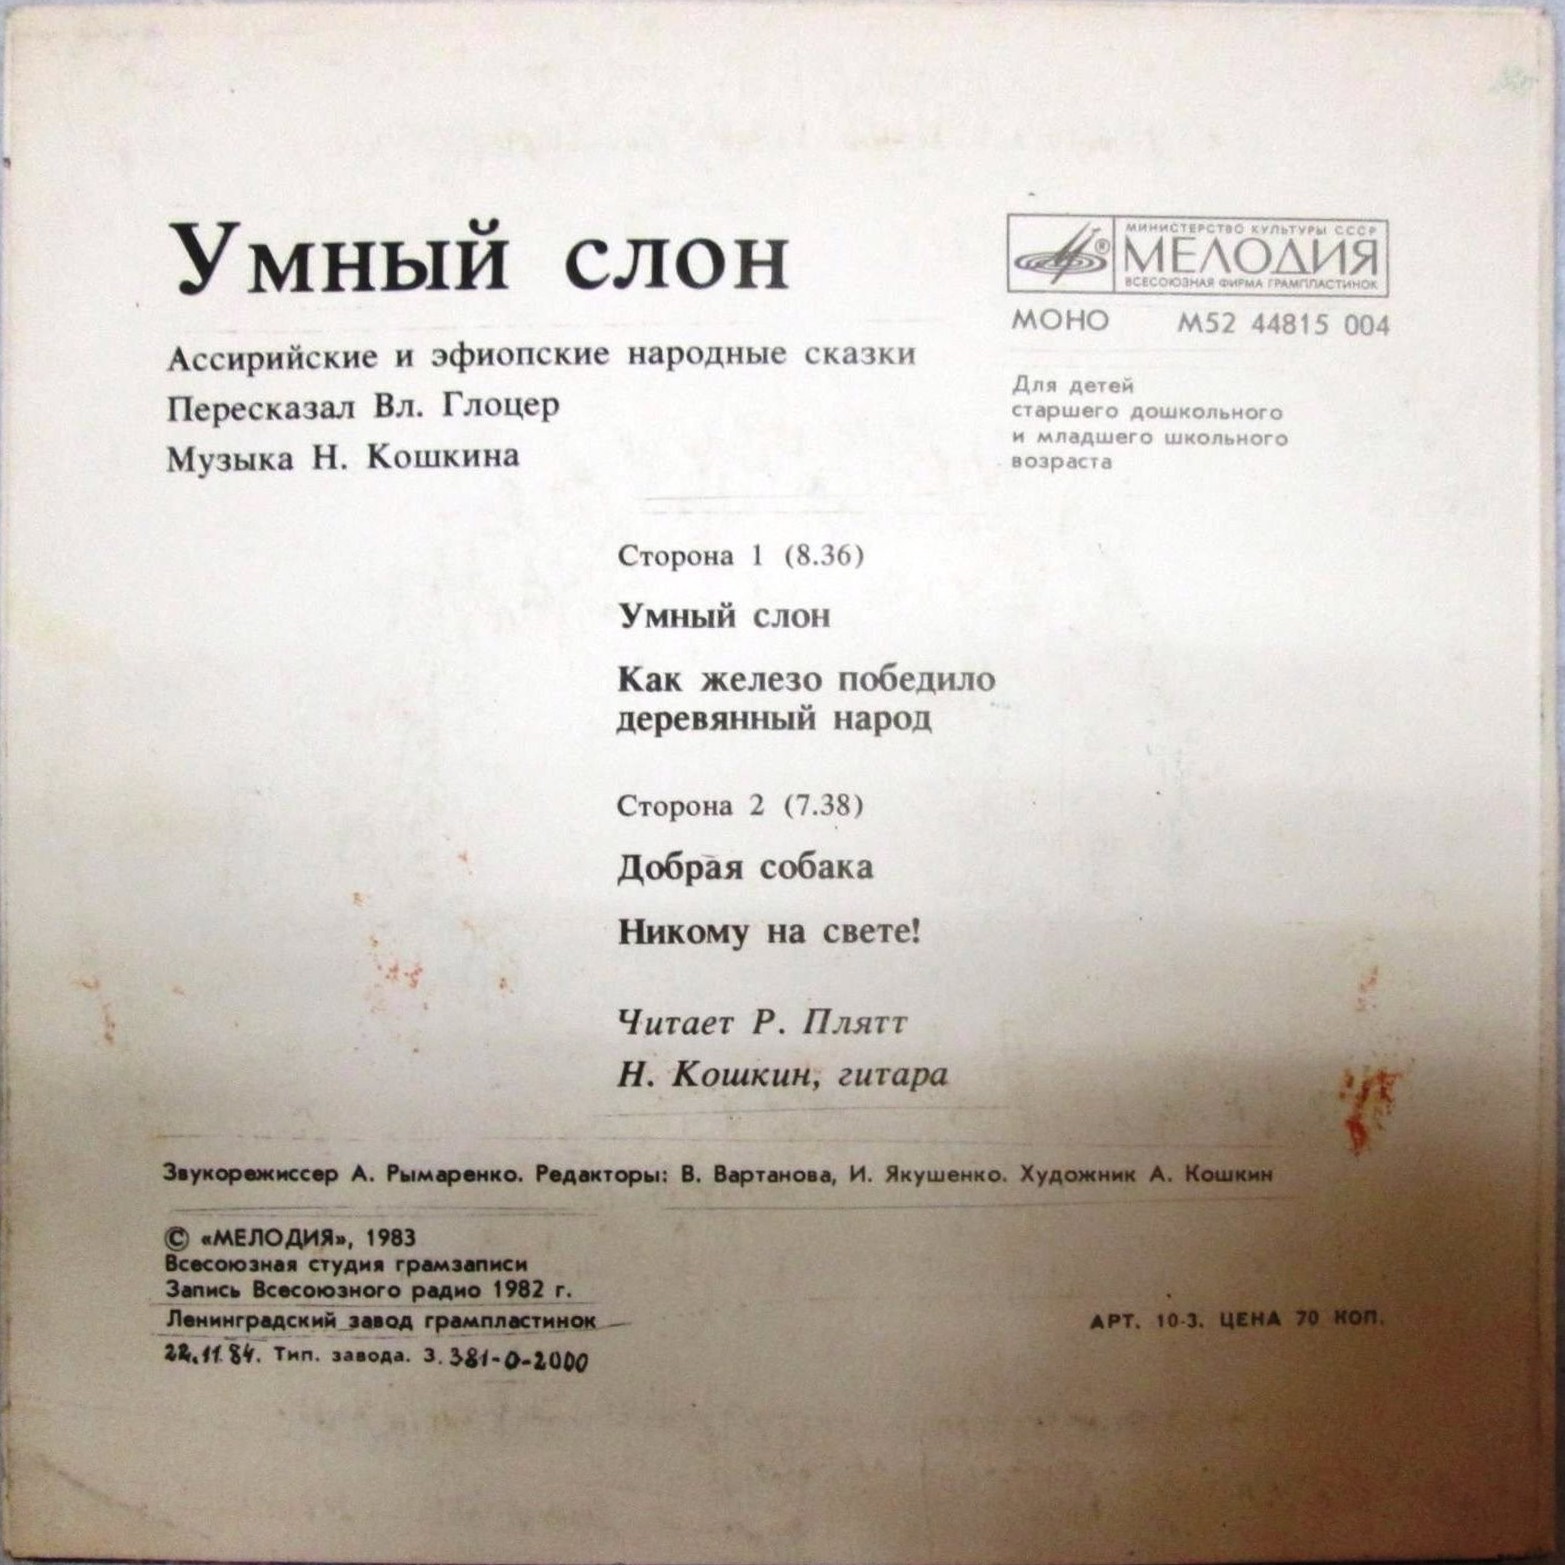 Умный слон
Ассирийские и эфиопские народные сказки
Пересказал Вл. Глоцер
Музыка Н. Кошкина
МИНИСТЕРСТВО КУЛЬТУРЫ СССР
МЕЛОДИЯ
ВСЕСОЮЗНАЯ ФИРМА ГРАМПЛАСТИНОК
МОНО М52 44815 004
Для детей
старшего дошкольного
и младшего школьного
возраста
Сторона 1 (8.36)
Умный слон
Как железо победило
деревянный народ
Сторона 2 (7.38)
Добрая собака
Никому на свете!
Читает Р. Плятт
Н. Кошкин, гитара
Звукорежиссер А. Рымаренко. Редакторы: В. Вартанова, И. Якушенко. Художник А. Кошкин
© «МЕЛОДИЯ», 1983
Всесоюзная студия грамзаписи
Запись Всесоюзного радио 1982 г.
Ленинградский завод грампластинок
АРТ. 10-3. ЦЕНА 70 КОП.
22.11.84. Тип. завода. З. 381-0-2000